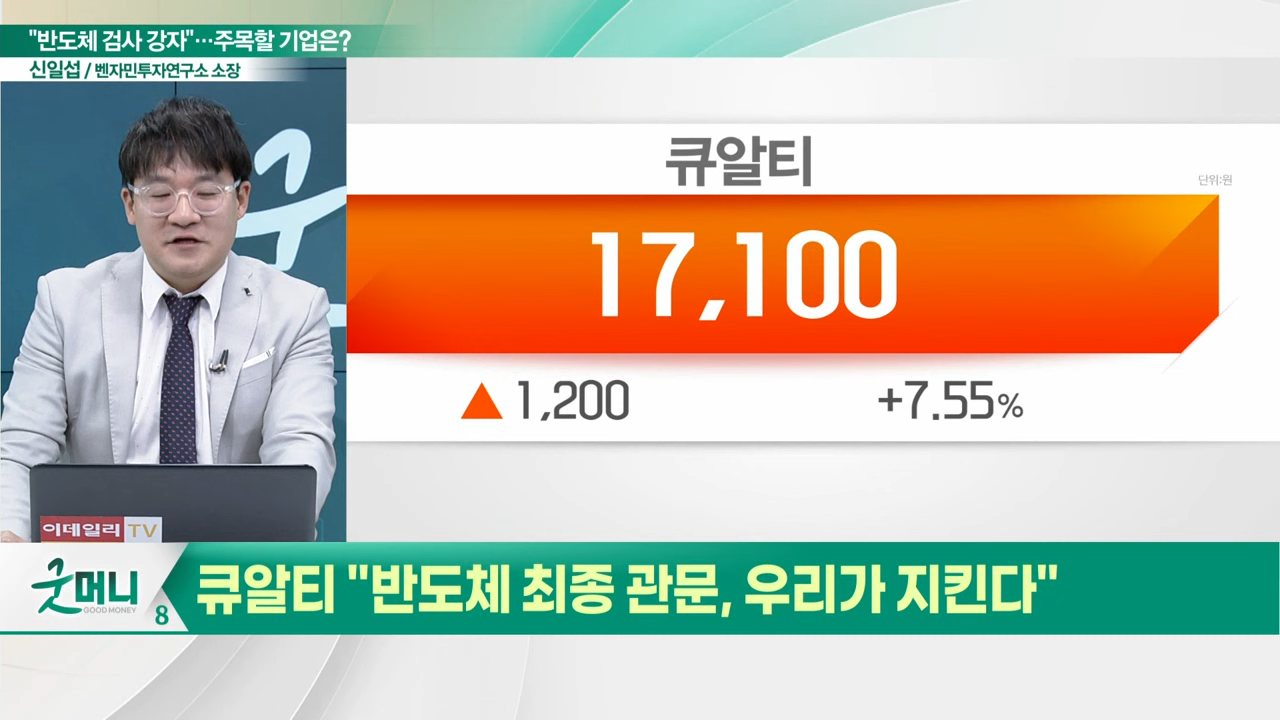 "반도체 검사 강자"…주목할 기업은?
신일섭 / 벤자민투자연구소 소장
큐알티
단위:원
17,100
▲ 1,200 +7.55%
이데일리 TV
굿머니
GOOD MONEY
8
큐알티 "반도체 최종 관문, 우리가 지킨다"